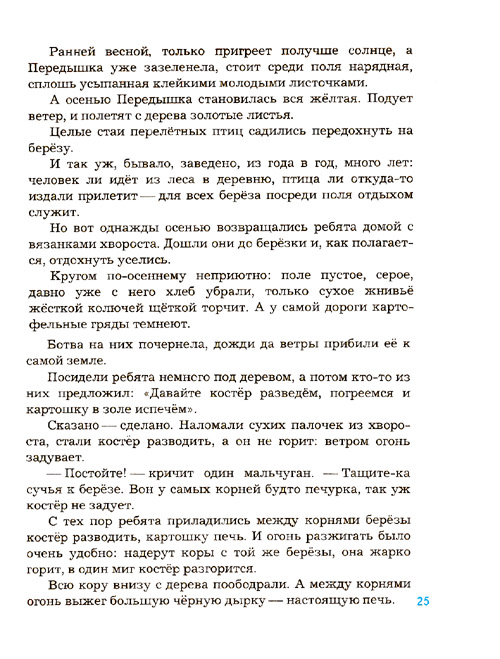 Ранней весной, только пригреет получше солнце, а
Передышка уже зазеленела, стоит среди поля нарядная,
сплошь усыпанная клейкими молодыми листочками.
А осенью Передышка становилась вся жёлтая. Подует
ветер, и полетят с дерева золотые листья.
Целые стаи перелётных птиц садились передохнуть на
берёзу.
И так уж, бывало, заведено, из года в год, много лет:
человек ли идёт из леса в деревню, птица ли откуда-то
издали прилетит — для всех берёза посреди поля отдыхом
служит.
Но вот однажды осенью возвращались ребята домой с
вязанками хвороста. Дошли они до берёзки и, как полагает-
ся, отдохнуть уселись.
Кругом по-осеннему неприютно: поле пустое, серое,
давно уже с него хлеб убрали, только сухое жнивьё
жёсткой колючей щёткой торчит. А у самой дороги карто-
фельные гряды темнеют.
Ботва на них почернела, дожди да ветры прибили её к
самой земле.
Посидели ребята немного под деревом, а потом кто-то из
них предложил: «Давайте костёр разведём, погреемся и
картошку в золе испечём».
Сказано — сделано. Наломали сухих палочек из хворо-
ста, стали костёр разводить, а он не горит: ветром огонь
задувает.
— Постойте! — кричит один мальчуган. — Тащите-ка
сучья к берёзе. Вон у самых корней будто печурка, так уж
костёр не задует.
С тех пор ребята приладились между корнями берёзы
костёр разводить, картошку печь. И огонь разжигать было
очень удобно: надерут коры с той же берёзы, она жарко
горит, в один миг костёр разгорится.
Всю кору внизу с дерева поободрали. А между корнями
огонь выжег большую чёрную дырку — настоящую печь. 25